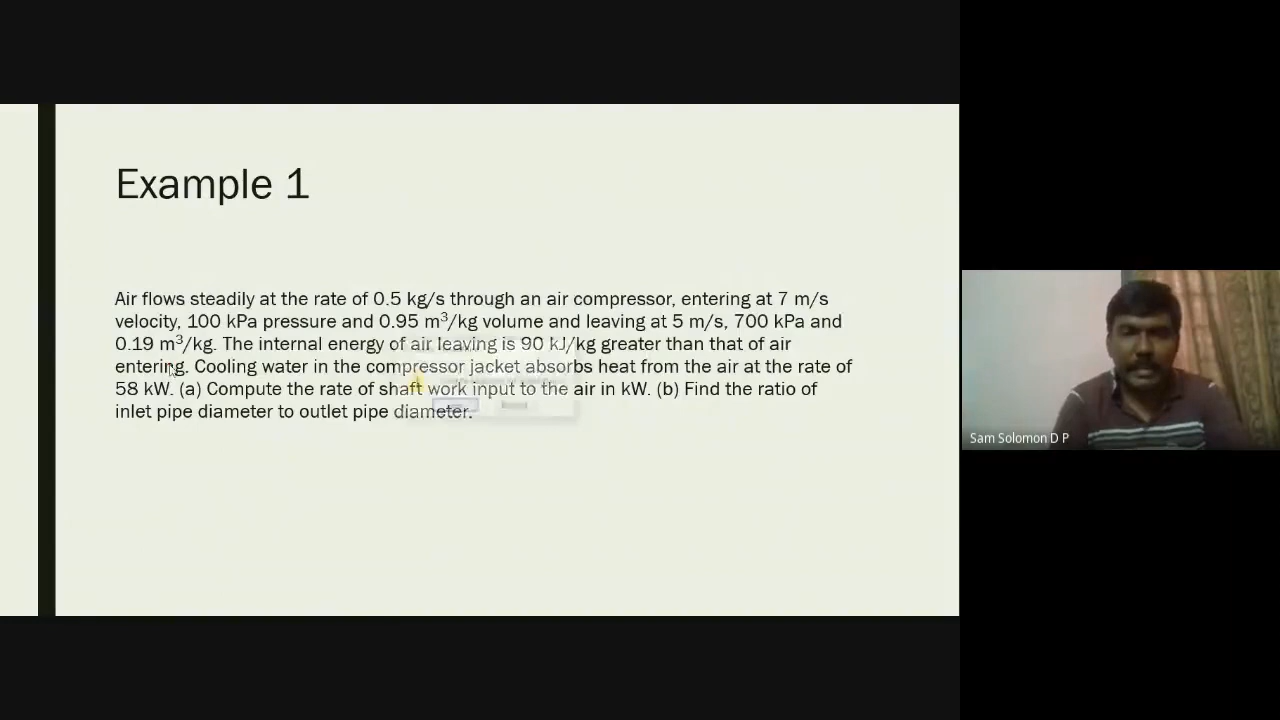 Example 1
Air flows steadily at the rate of 0.5 kg/s through an air compressor, entering at 7 m/s
velocity, 100 kPa pressure and 0.95 m³/kg volume and leaving at 5 m/s, 700 kPa and
0.19 m³/kg. The internal energy of air leaving is 90 kJ/kg greater than that of air
entering. Cooling water in the compressor jacket absorbs heat from the air at the rate of
58 kW. (a) Compute the rate of shaft work input to the air in kW. (b) Find the ratio of
inlet pipe diameter to outlet pipe diameter.
Sam Solomon D P